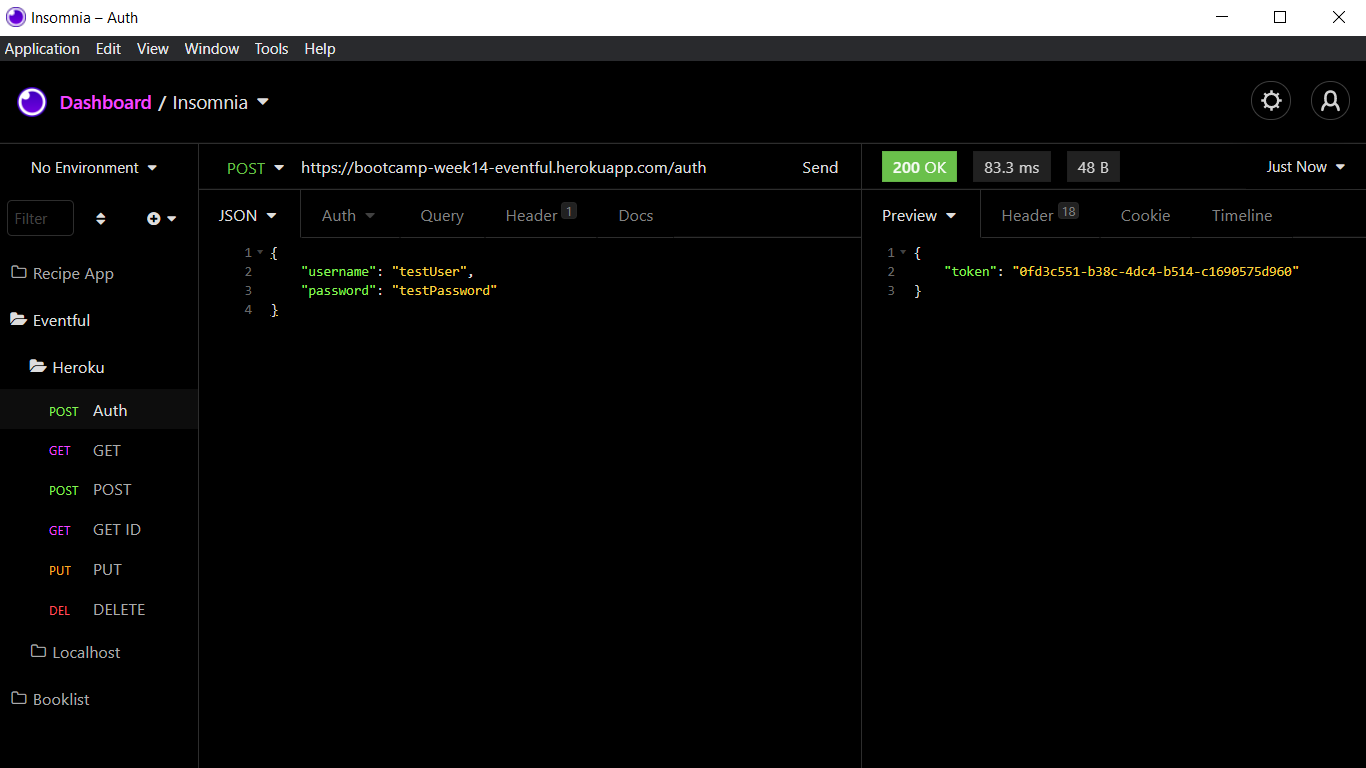 Insomnia – Auth
Application Edit View Window Tools Help
Dashboard / Insomnia
No Environment
POST https://bootcamp-week14-eventful.herokuapp.com/auth Send
200 OK 83.3 ms 48 B Just Now
Filter
JSON Auth Query Header 1 Docs
Preview Header 18 Cookie Timeline
1 {
2 "username": "testUser",
3 "password": "testPassword"
4 }
1 {
2 "token": "0fd3c551-b38c-4dc4-b514-c1690575d960"
3 }
Recipe App
Eventful
Heroku
POST Auth
GET GET
POST POST
GET GET ID
PUT PUT
DEL DELETE
Localhost
Booklist